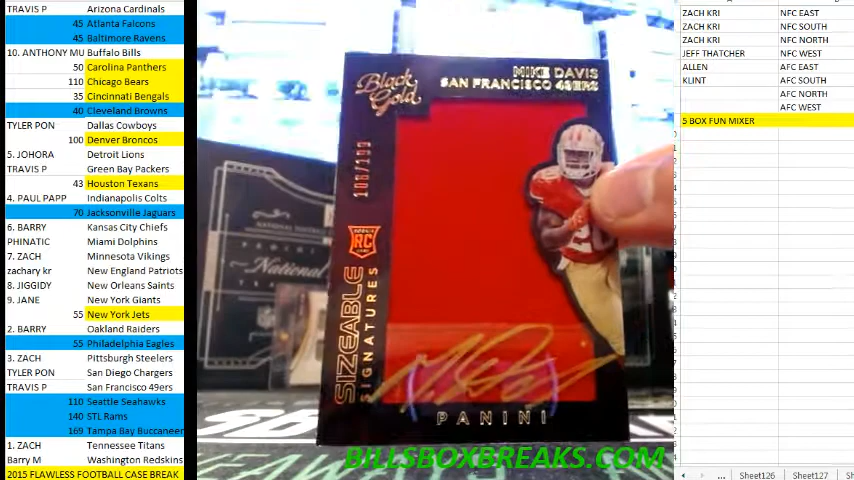 TRAVIS P Arizona Cardinals
45 Atlanta Falcons
45 Baltimore Ravens
10. ANTHONY MU Buffalo Bills
50 Carolina Panthers
110 Chicago Bears
35 Cincinnati Bengals
40 Cleveland Browns
TYLER PON Dallas Cowboys
100 Denver Broncos
5. JOHORA Detroit Lions
TRAVIS P Green Bay Packers
43 Houston Texans
4. PAUL PAPP Indianapolis Colts
70 Jacksonville Jaguars
6. BARRY Kansas City Chiefs
PHINATIC Miami Dolphins
7. ZACH Minnesota Vikings
zachary kr New England Patriots
8. JIGGIDY New Orleans Saints
9. JANE New York Giants
55 New York Jets
2. BARRY Oakland Raiders
55 Philadelphia Eagles
3. ZACH Pittsburgh Steelers
TYLER PON San Diego Chargers
TRAVIS P San Francisco 49ers
110 Seattle Seahawks
140 STL Rams
169 Tampa Bay Buccaneer
1. ZACH Tennessee Titans
Barry M Washington Redskins
2015 FLAWLESS FOOTBALL CASE BREAK
Black Gold
MIKE DAVIS
SAN FRANCISCO 49ERS
RC
SIZEABLE
SIGNATURES
PANINI
National
BILLSBOXBREAKS.COM
ZACH KRI NFC EAST
ZACH KRI NFC SOUTH
ZACH KRI NFC NORTH
JEFF THATCHER NFC WEST
ALLEN AFC EAST
KLINT AFC SOUTH
AFC NORTH
AFC WEST
5 BOX FUN MIXER
... Sheet126 Sheet127 Sh